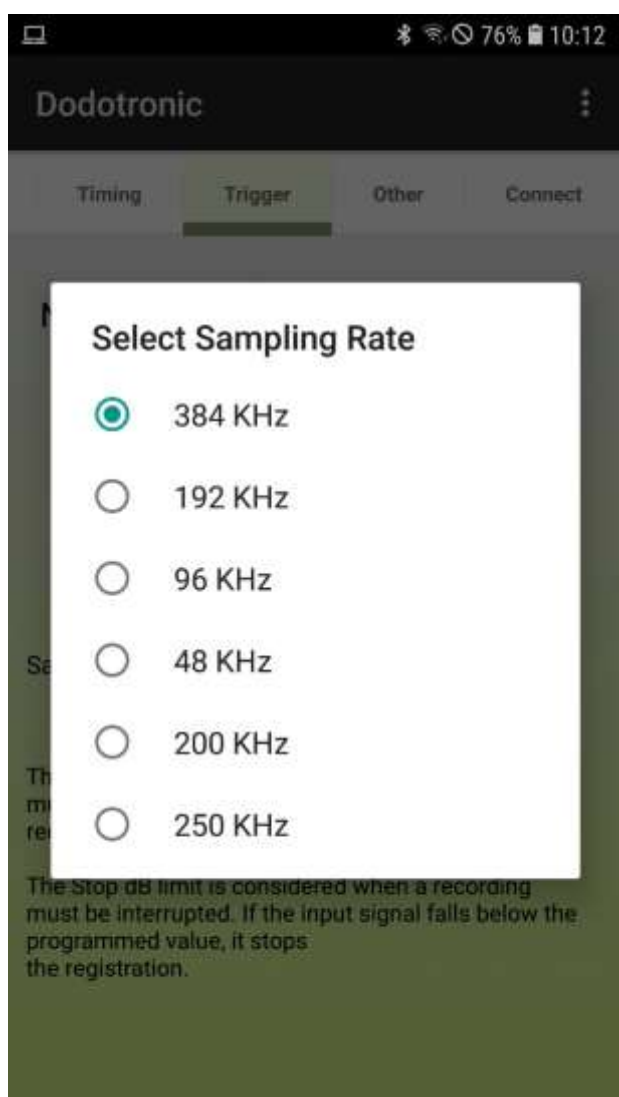 76% 10:12
Dodotronic
Timing Trigger Other Connect
Select Sampling Rate
384 KHz
192 KHz
96 KHz
48 KHz
200 KHz
250 KHz
The Stop dB limit is considered when a recording
must be interrupted. If the input signal falls below the
programmed value, it stops
the registration.